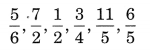 5/6, 7/2, 1/2, 3/4, 11/5, 6/5